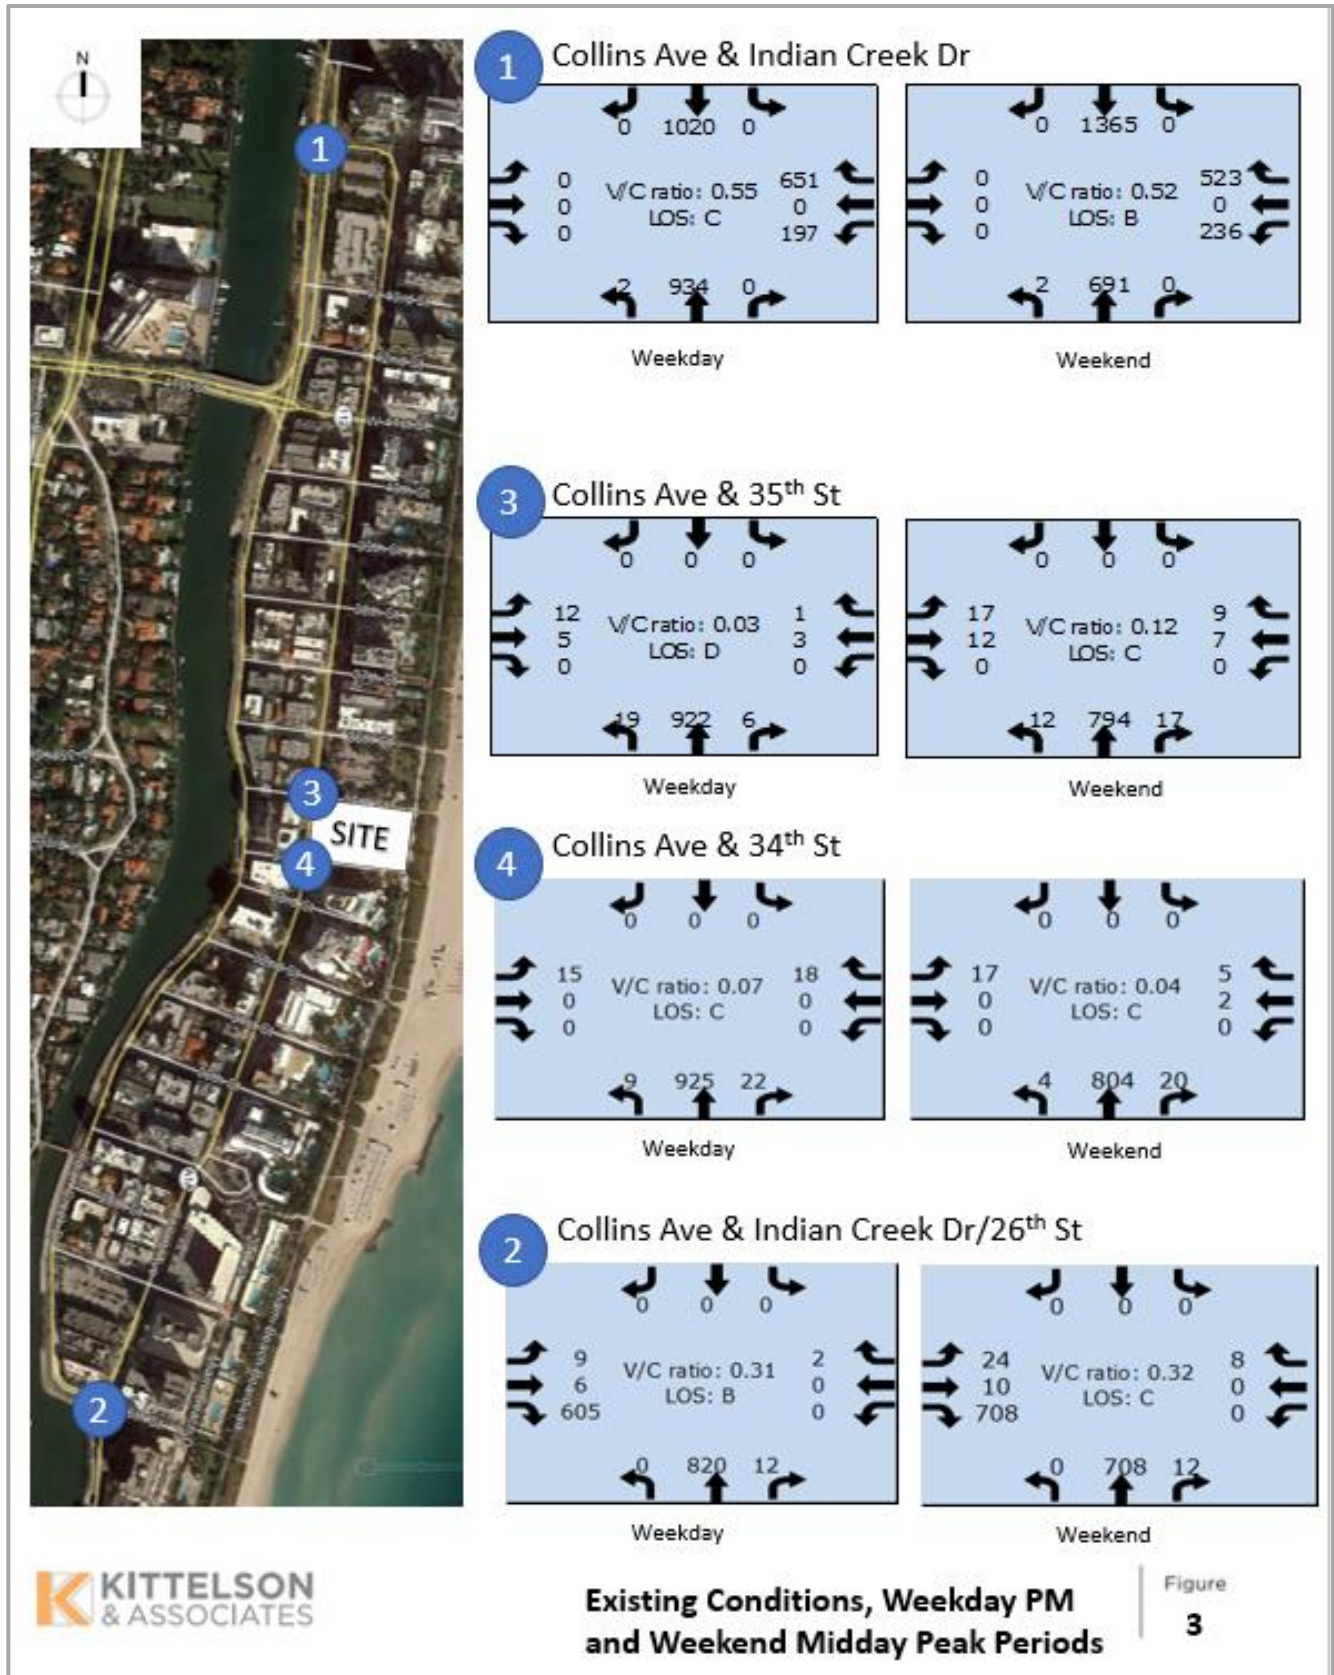 N
1
3
SITE
4
2
1 Collins Ave & Indian Creek Dr
0 1020 0
0 V/C ratio: 0.55 651
0 LOS: C 0
0 197
2 934 0
Weekday
0 1365 0
0 V/C ratio: 0.52 523
0 LOS: B 0
0 236
2 691 0
Weekend
3 Collins Ave & 35th St
0 0 0
12 V/C ratio: 0.03 1
5 LOS: D 3
0 0
19 922 6
Weekday
0 0 0
17 V/C ratio: 0.12 9
12 LOS: C 7
0 0
12 794 17
Weekend
4 Collins Ave & 34th St
0 0 0
15 V/C ratio: 0.07 18
0 LOS: C 0
0 0
9 925 22
Weekday
0 0 0
17 V/C ratio: 0.04 5
0 LOS: C 2
0 0
4 804 20
Weekend
2 Collins Ave & Indian Creek Dr/26th St
0 0 0
9 V/C ratio: 0.31 2
6 LOS: B 0
605 0
0 820 12
Weekday
0 0 0
24 V/C ratio: 0.32 8
10 LOS: C 0
708 0
0 708 12
Weekend
KITTELSON
& ASSOCIATES
Existing Conditions, Weekday PM
and Weekend Midday Peak Periods
Figure
3